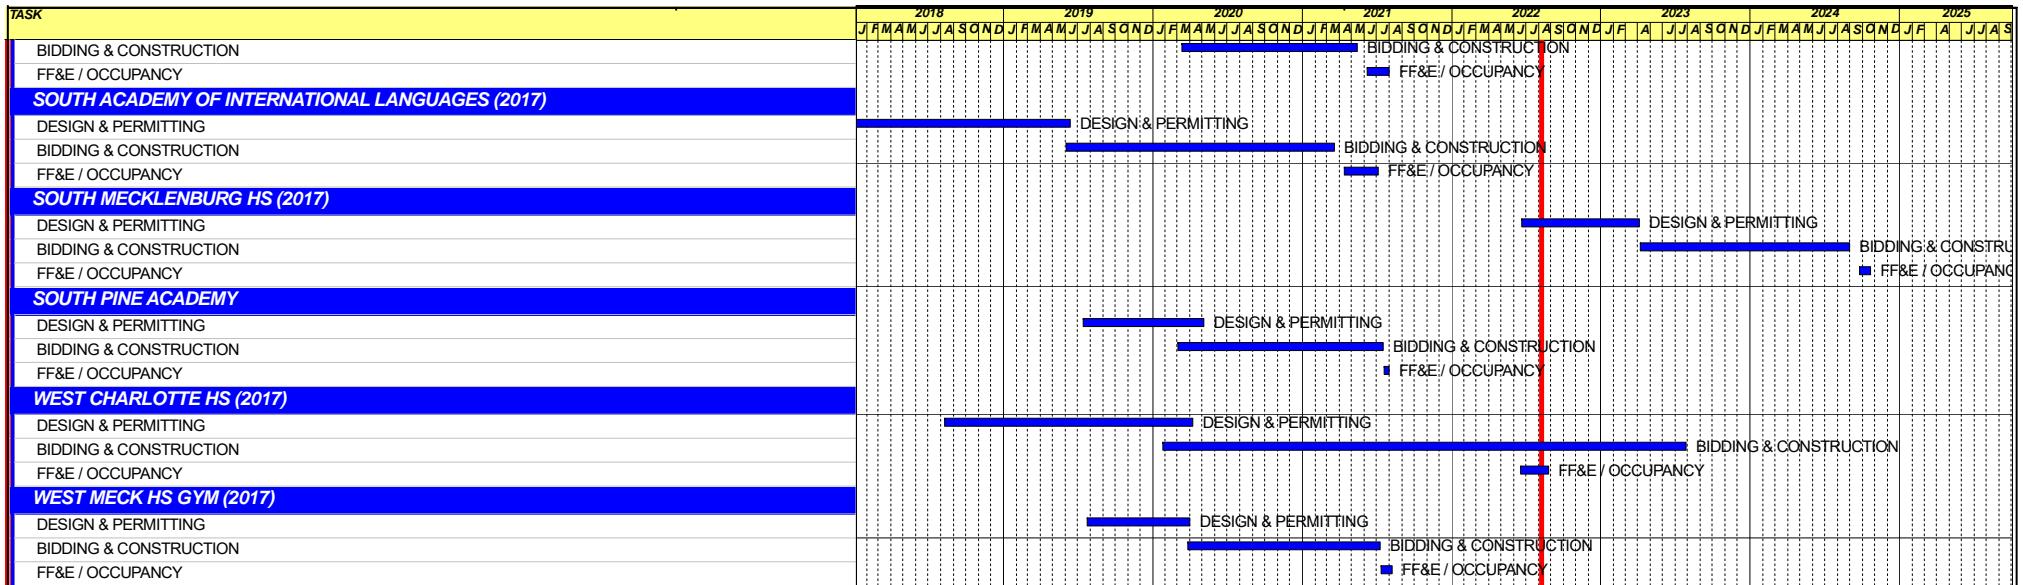 TASK 2018 2019 2020 2021 2022 2023 2024 2025
J F M A M J J A S O N D J F M A M J J A S O N D J F M A M J J A S O N D J F M A M J J A S O N D J F M A M J J A S O N D J F A J J A S O N D J F M A M J J A S O N D J F A J J A S
BIDDING & CONSTRUCTION BIDDING & CONSTRUCTION
FF&E / OCCUPANCY FF&E / OCCUPANCY
SOUTH ACADEMY OF INTERNATIONAL LANGUAGES (2017)
DESIGN & PERMITTING DESIGN & PERMITTING
BIDDING & CONSTRUCTION BIDDING & CONSTRUCTION
FF&E / OCCUPANCY FF&E / OCCUPANCY
SOUTH MECKLENBURG HS (2017)
DESIGN & PERMITTING DESIGN & PERMITTING
BIDDING & CONSTRUCTION BIDDING & CONSTRU
FF&E / OCCUPANCY FF&E / OCCUPANC
SOUTH PINE ACADEMY
DESIGN & PERMITTING DESIGN & PERMITTING
BIDDING & CONSTRUCTION BIDDING & CONSTRUCTION
FF&E / OCCUPANCY FF&E / OCCUPANCY
WEST CHARLOTTE HS (2017)
DESIGN & PERMITTING DESIGN & PERMITTING
BIDDING & CONSTRUCTION BIDDING & CONSTRUCTION
FF&E / OCCUPANCY FF&E / OCCUPANCY
WEST MECK HS GYM (2017)
DESIGN & PERMITTING DESIGN & PERMITTING
BIDDING & CONSTRUCTION BIDDING & CONSTRUCTION
FF&E / OCCUPANCY FF&E / OCCUPANCY